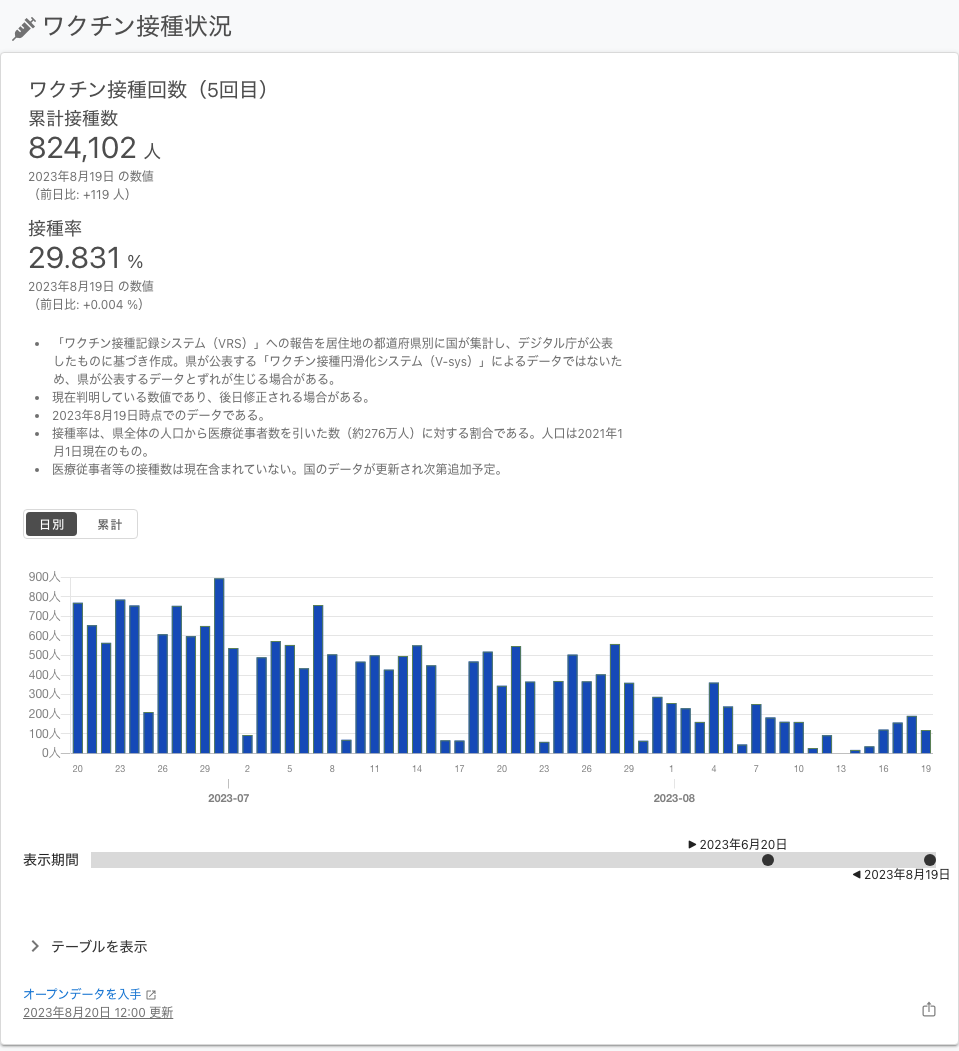 ワクチン接種状況
ワクチン接種回数（5回目）
累計接種数
824,102 人
2023年8月19日 の数値
（前日比: +119 人）
接種率
29.831 %
2023年8月19日 の数値
（前日比: +0.004 %）
• 「ワクチン接種記録システム（VRS）」への報告を居住地の都道府県別に国が集計し、デジタル庁が公表
したものに基づき作成。県が公表する「ワクチン接種円滑化システム（V-sys）」によるデータではないた
め、県が公表するデータとずれが生じる場合がある。
• 現在判明している数値であり、後日修正される場合がある。
• 2023年8月19日時点でのデータである。
• 接種率は、県全体の人口から医療従事者数を引いた数（約276万人）に対する割合である。人口は2021年1
月1日現在のもの。
• 医療従事者等の接種数は現在含まれていない。国のデータが更新され次第追加予定。
日別 累計
900人
800人
700人
600人
500人
400人
300人
200人
100人
0人
20 23 26 29 2 5 8 11 14 17 20 23 26 29 1 4 7 10 13 16 19
2023-07 2023-08
2023年6月20日
表示期間
2023年8月19日
テーブルを表示
オープンデータを入手
2023年8月20日 12:00 更新